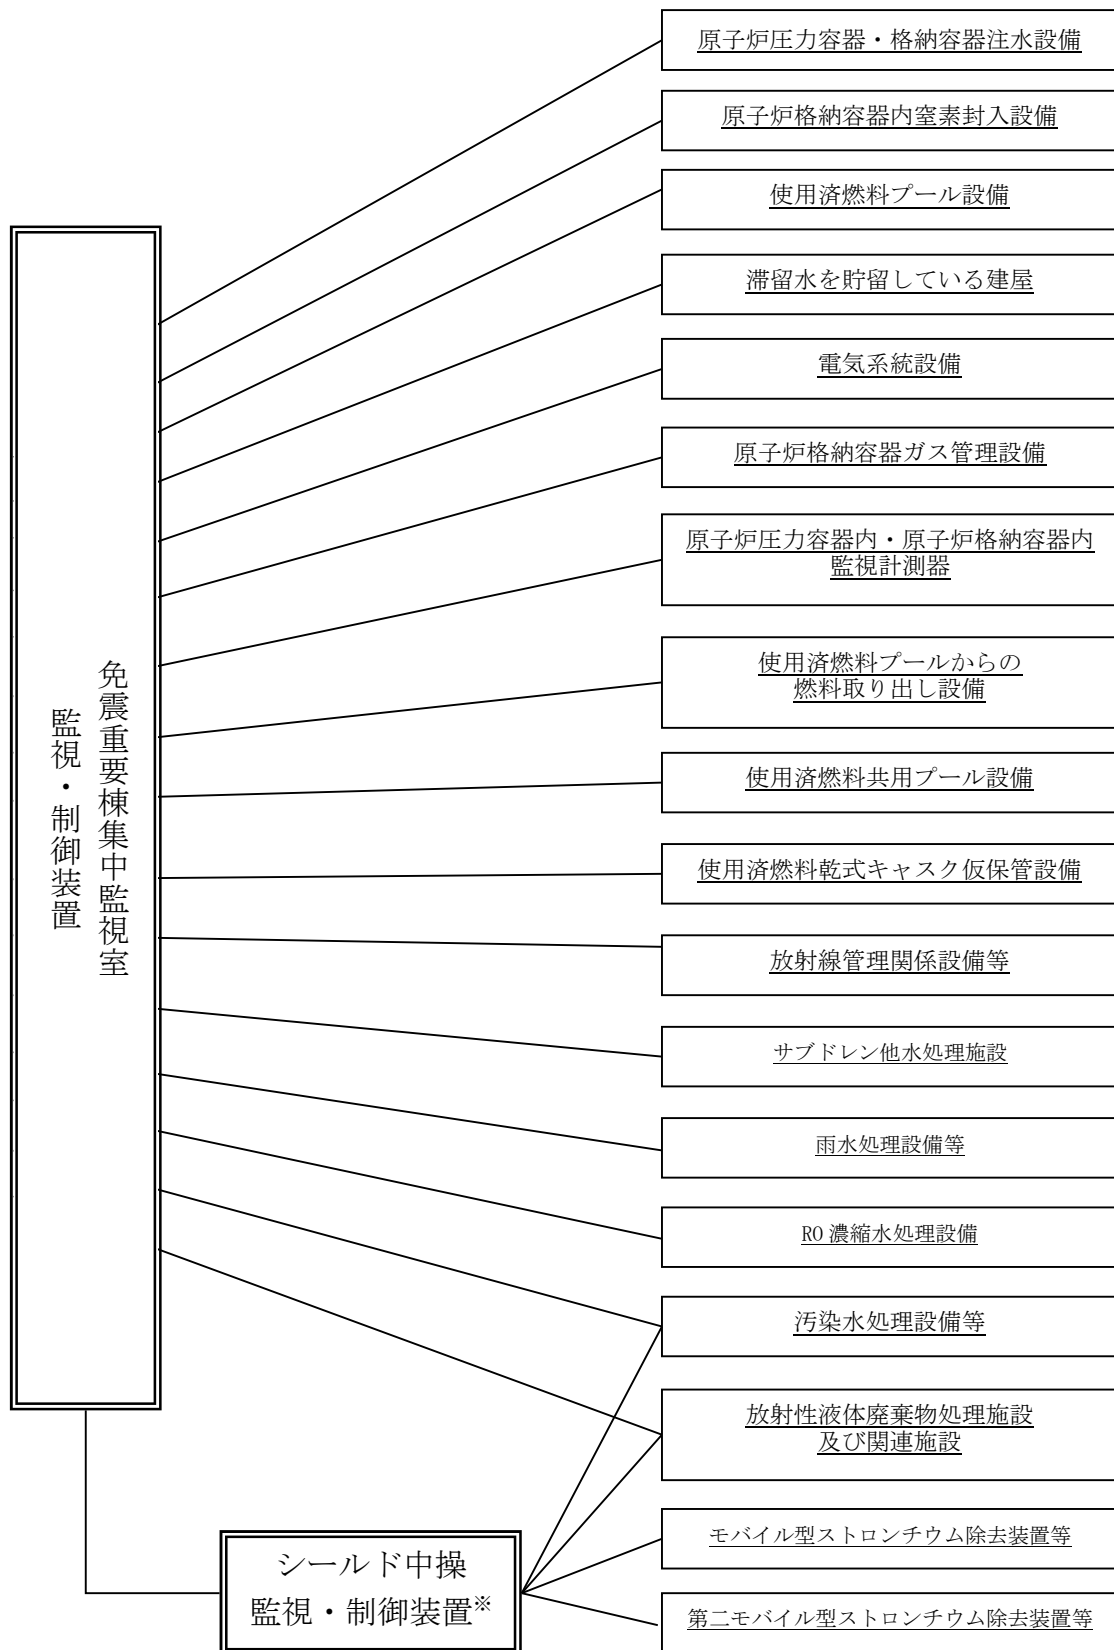 原子炉圧力容器・格納容器注水設備
原子炉格納容器内窒素封入設備
使用済燃料プール設備
滞留水を貯留している建屋
電気系統設備
原子炉格納容器ガス管理設備
原子炉圧力容器内・原子炉格納容器内
監視計測器
使用済燃料プールからの
燃料取り出し設備
使用済燃料共用プール設備
使用済燃料乾式キャスク仮保管設備
放射線管理関係設備等
サブドレン他水処理施設
雨水処理設備等
RO 濃縮水処理設備
汚染水処理設備等
放射性液体廃棄物処理施設
及び関連施設
モバイル型ストロンチウム除去装置等
第二モバイル型ストロンチウム除去装置等
免震重要棟集中監視室
監視・制御装置
シールド中操
監視・制御装置※